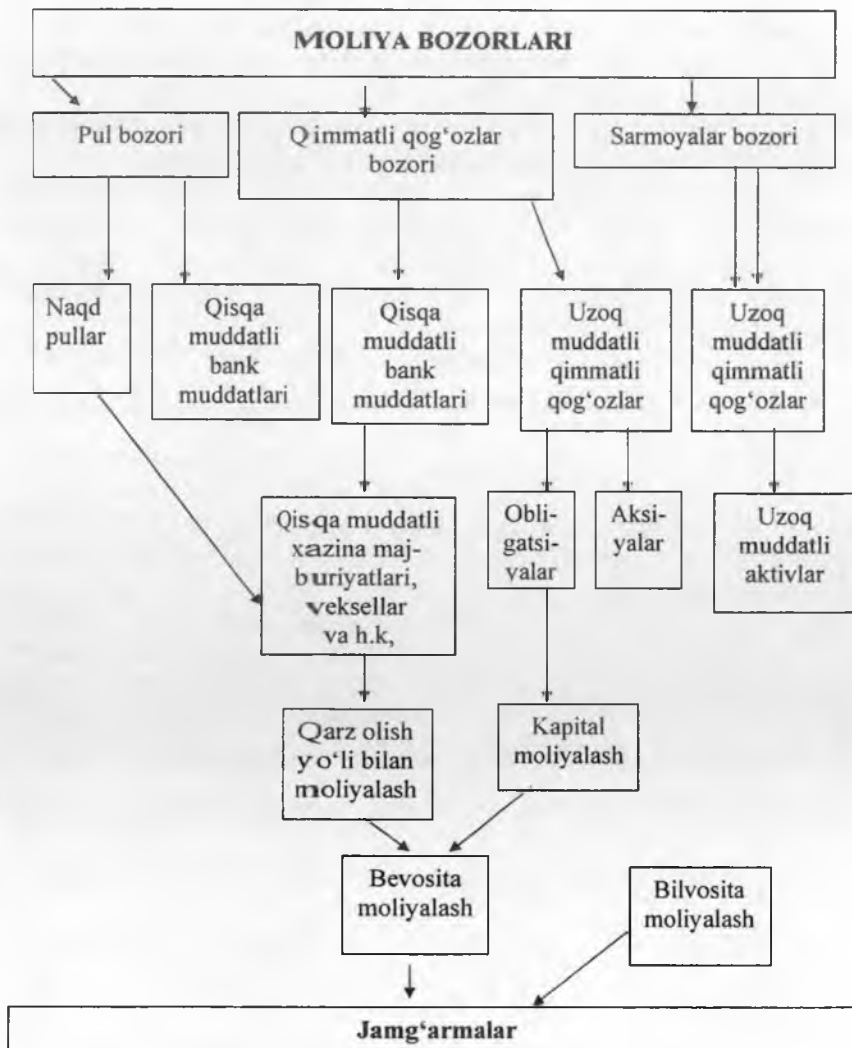 MOLIYA BOZORLARI
Pul bozori
Qimmatli qog‘ozlar
bozori
Sarmoyalar bozori
Naqd
pullar
Qisqa
muddatli
bank
muddatlari
Qisqa
muddatli
bank
muddatlari
Uzoq
muddatli
qimmatli
qog‘ozlar
Uzoq
muddatli
qimmatli
qog‘ozlar
Qisqa muddatli
xazina maj-
buriyatlari,
veksellar
va h.k,
Obli-
gatsi-
yalar
Aksi-
yalar
Uzoq
muddatli
aktivlar
Qarz olish
yo‘li bilan
moliyalash
Kapital
moliyalash
Bevosita
moliyalash
Bilvosita
moliyalash
Jamg‘armalar